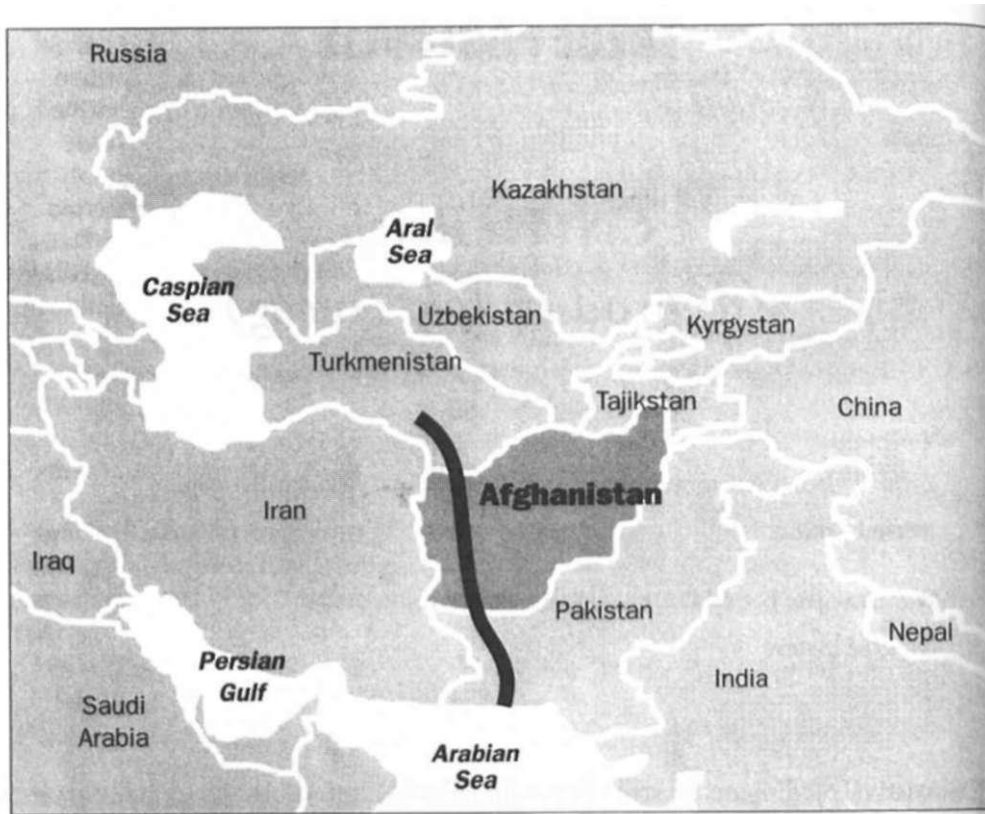 Russia
Kazakhstan
Aral
Sea
Caspian
Sea
Uzbekistan
Kyrgystan
Turkmenistan
Tajikstan
China
Afghanistan
Iran
Iraq
Pakistan
Nepal
Persian
Gulf
India
Saudi
Arabia
Arabian
Sea